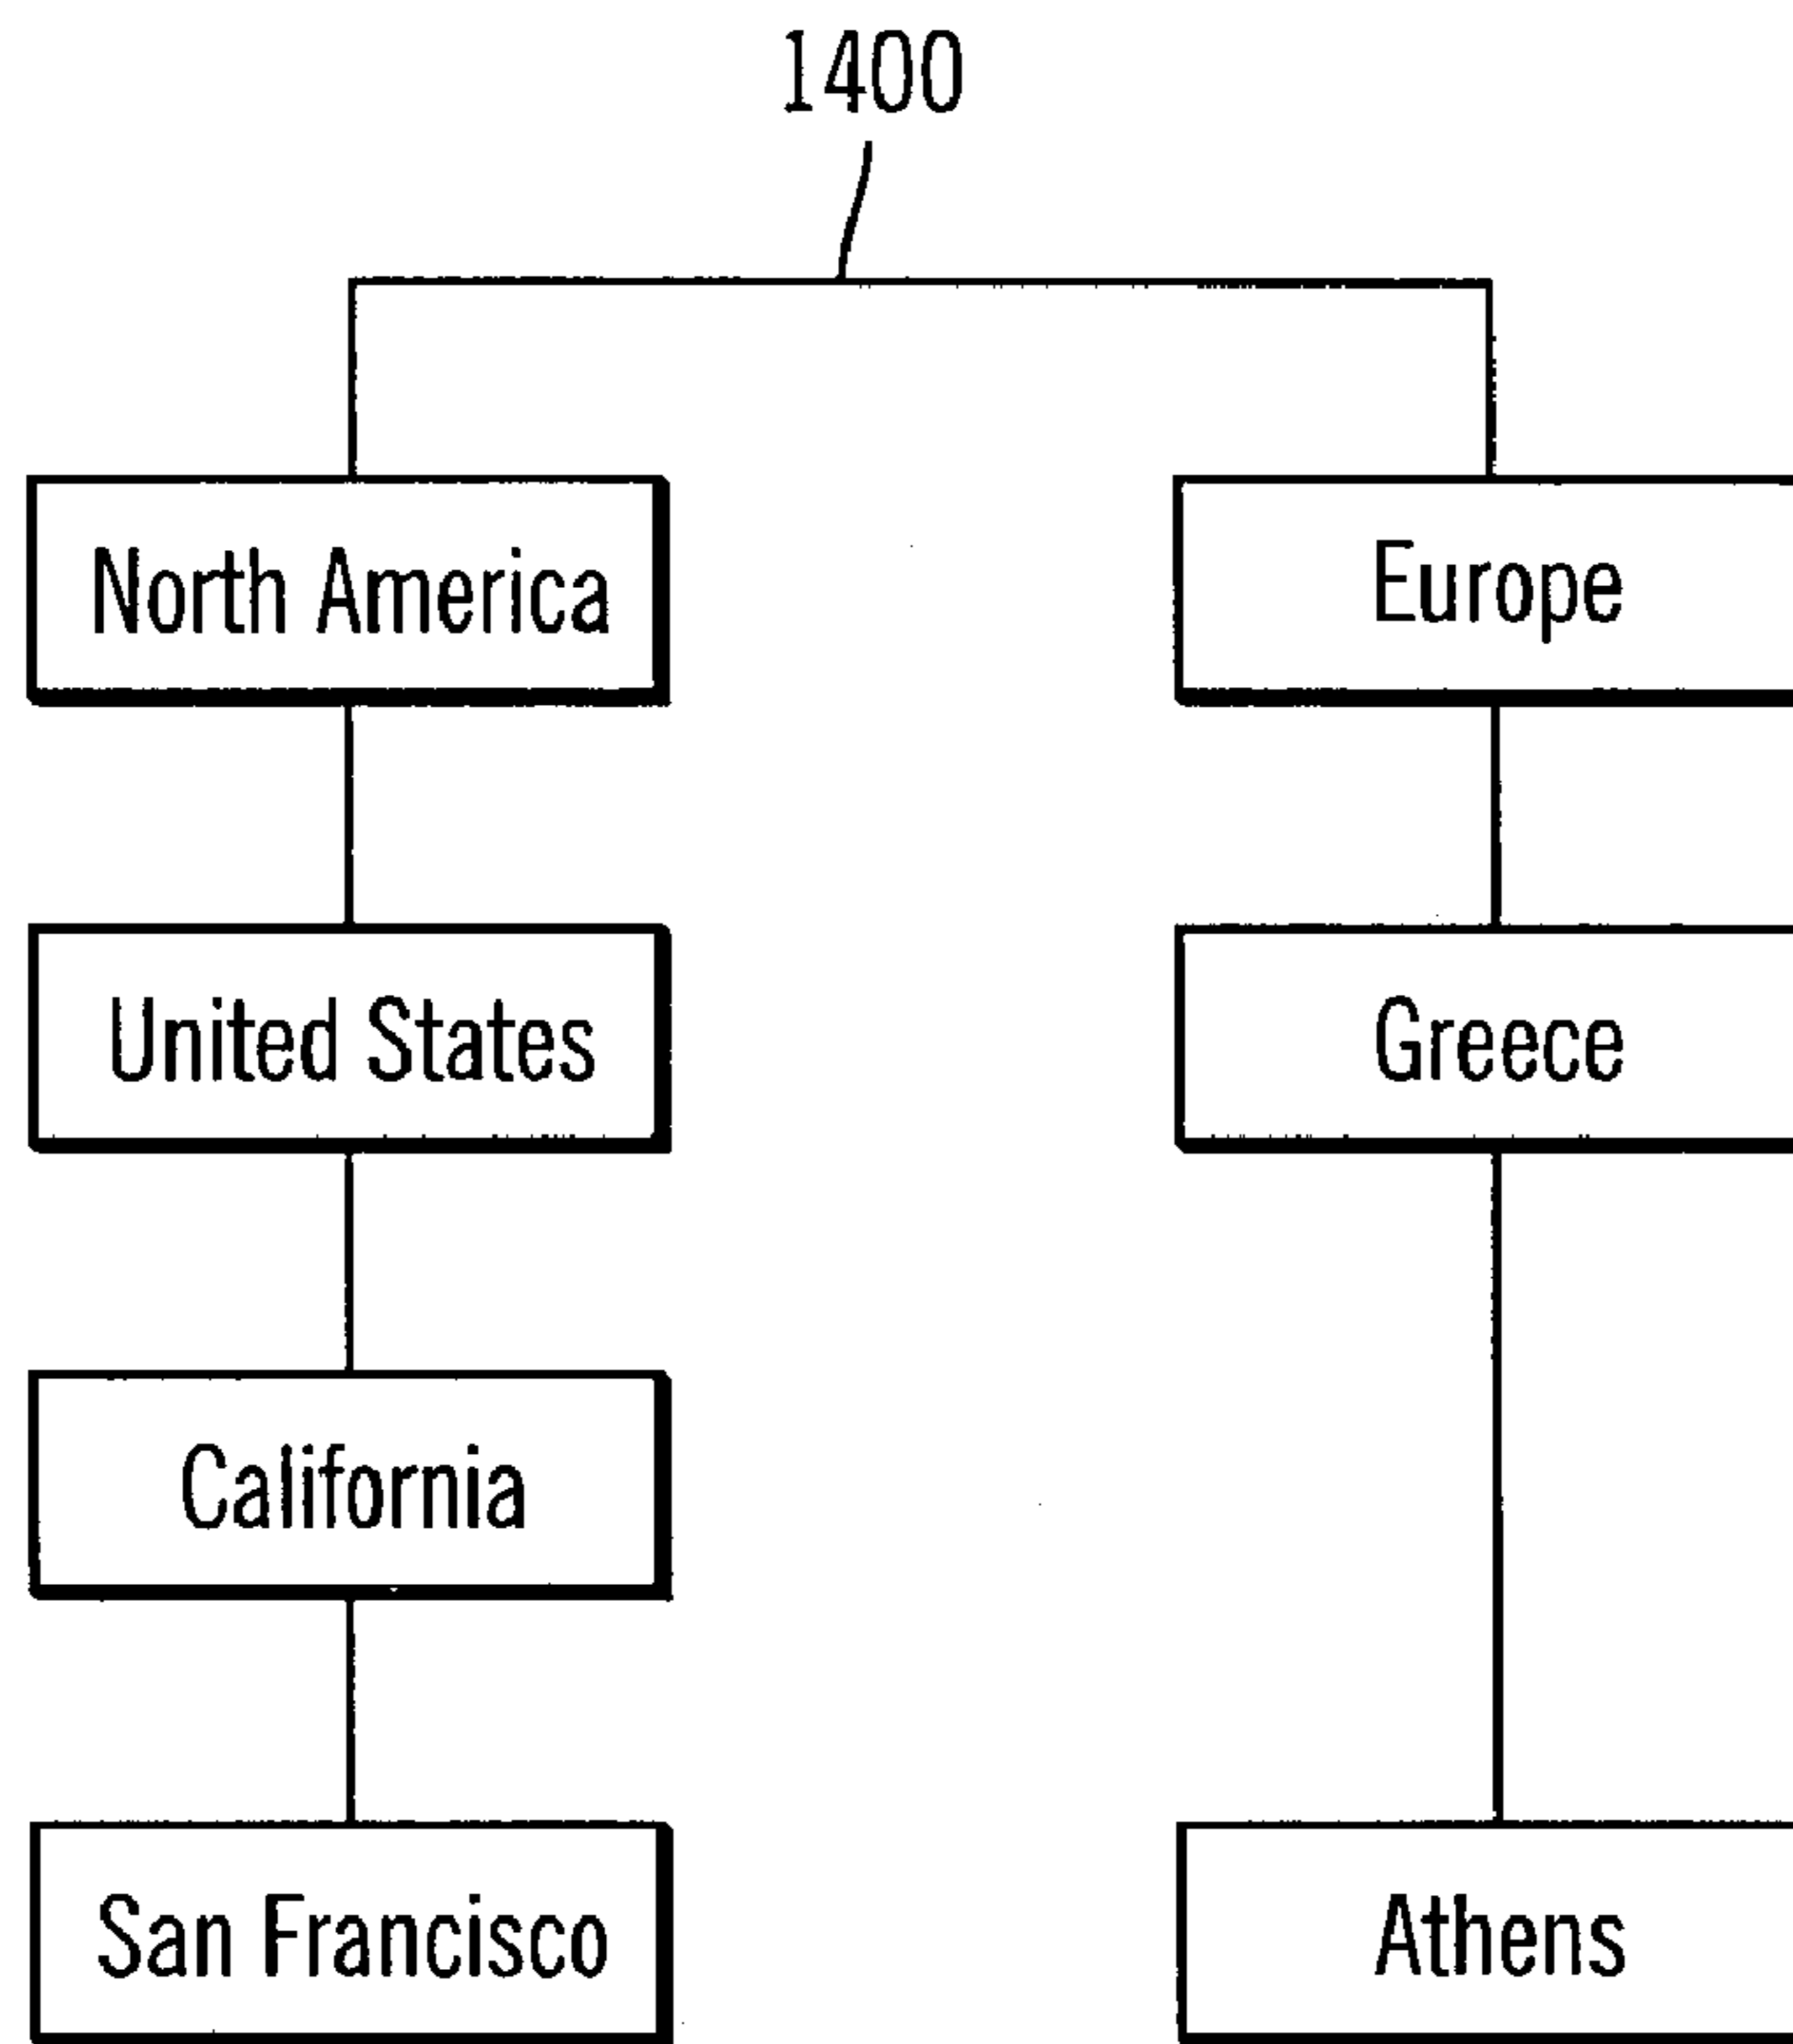 1400
North America
Europe
United States
Greece
California
San Francisco
Athens